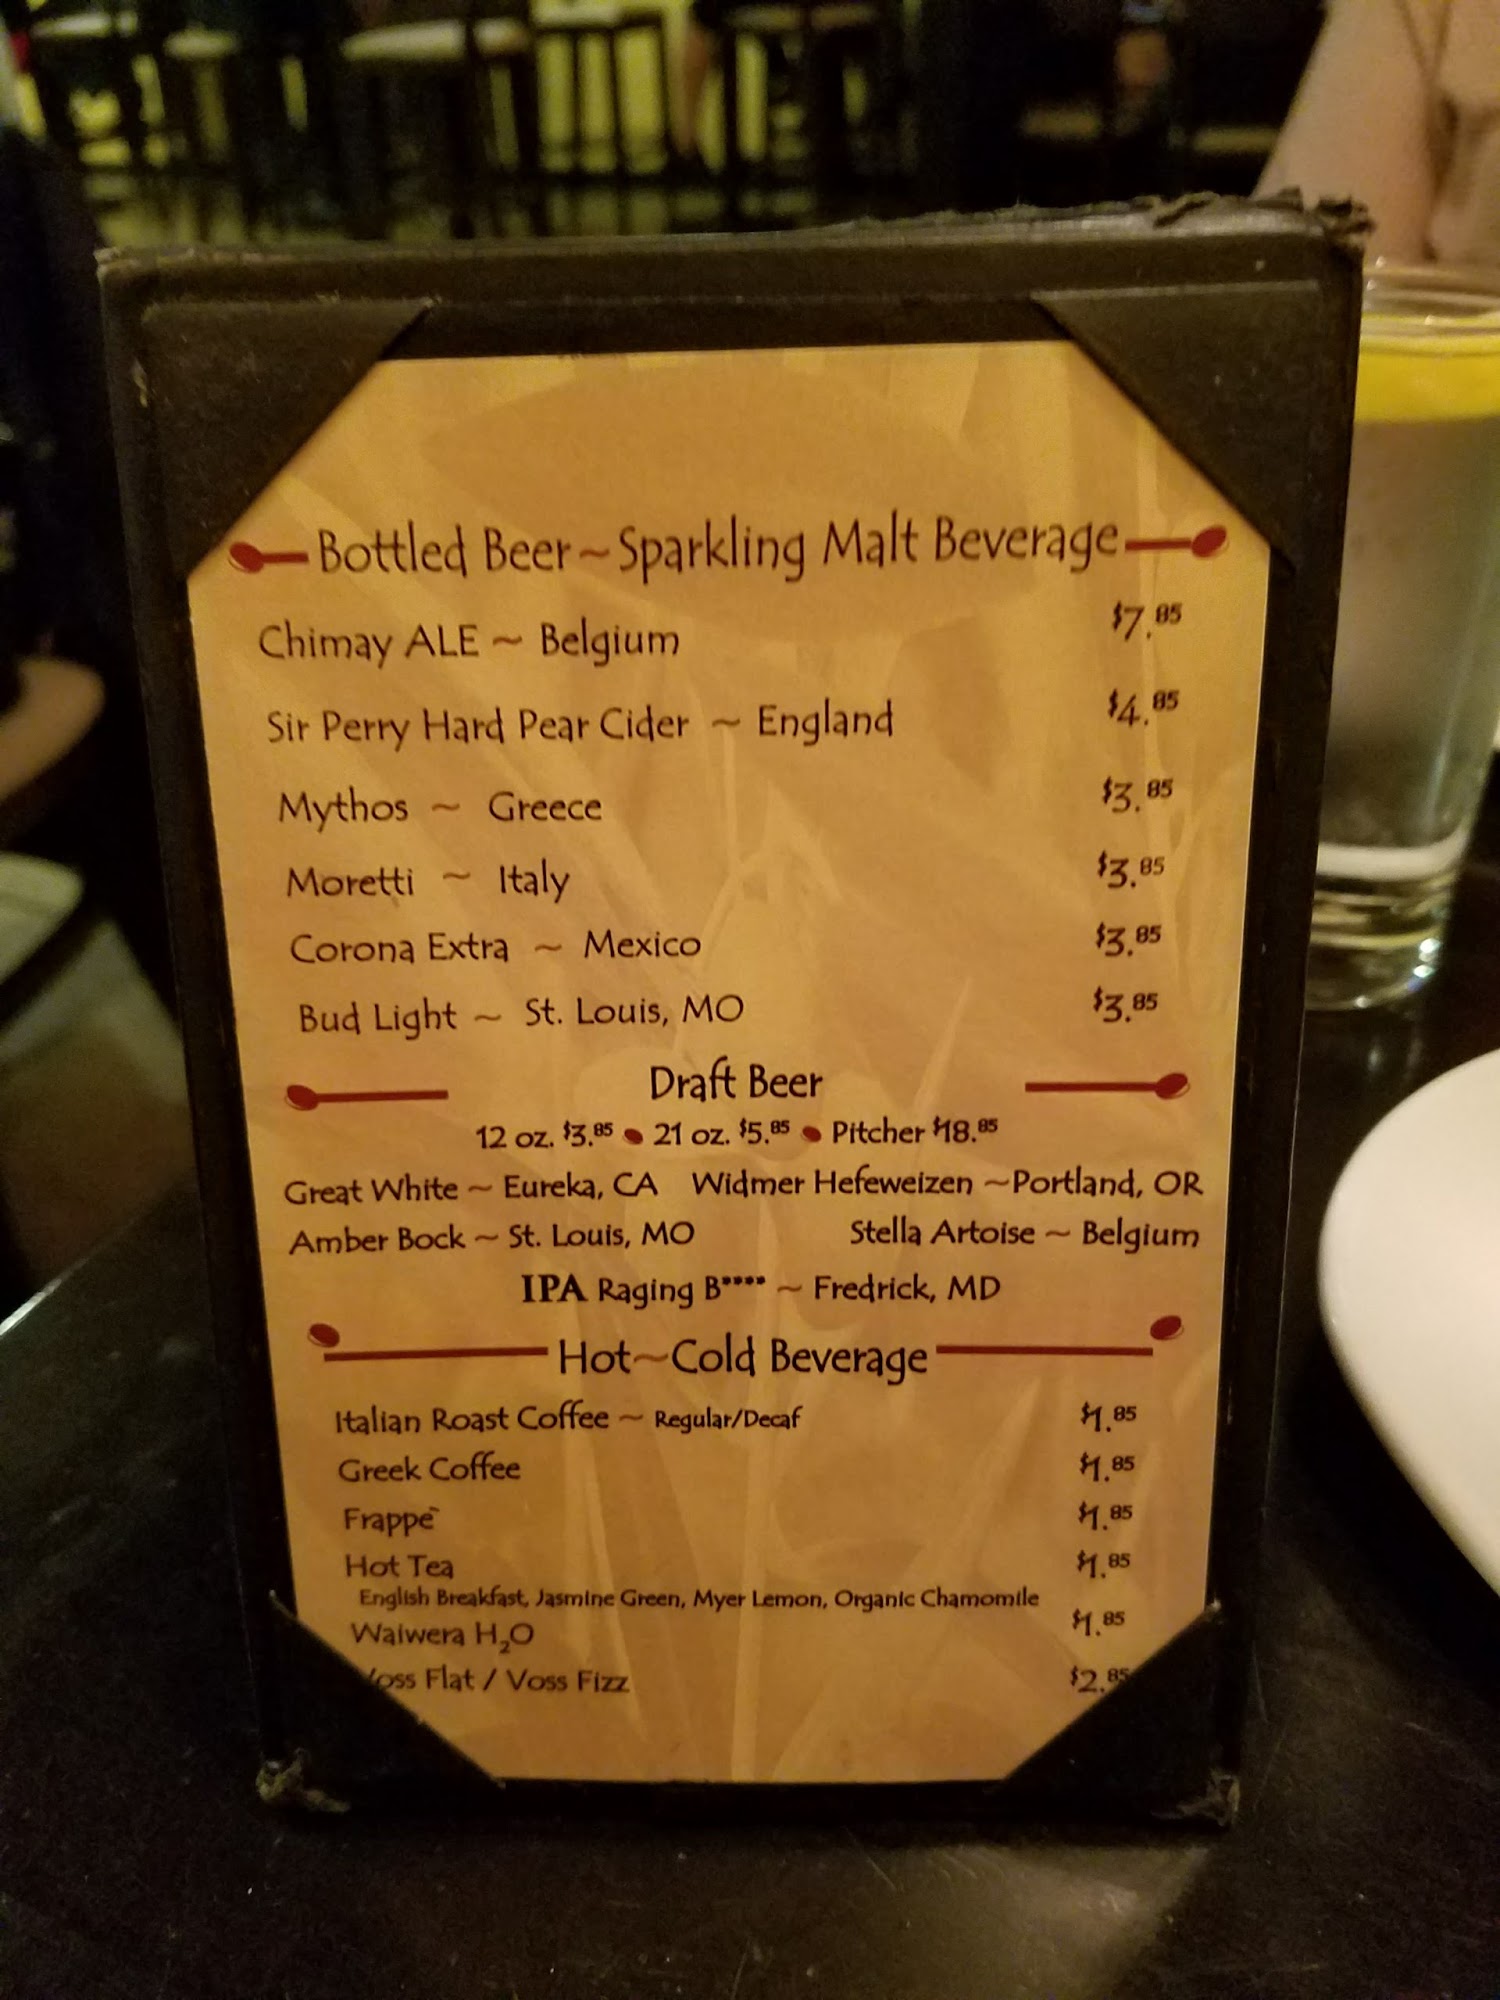 Bottled Beer~Sparkling Malt Beverage
Chimay ALE ~ Belgium $7.85
Sir Perry Hard Pear Cider ~ England $4.85
Mythos ~ Greece $3.85
Moretti ~ Italy $3.85
Corona Extra ~ Mexico $3.85
Bud Light ~ St. Louis, MO $3.85
Draft Beer
12 oz. $3.85 • 21 oz. $5.85 • Pitcher $18.85
Great White ~ Eureka, CA Widmer Hefeweizen ~Portland, OR
Amber Bock ~ St. Louis, MO Stella Artoise ~ Belgium
IPA Raging B**** ~ Fredrick, MD
Hot~Cold Beverage
Italian Roast Coffee ~ Regular/Decaf $1.85
Greek Coffee $1.85
Frappè $1.85
Hot Tea $1.85
English Breakfast, Jasmine Green, Myer Lemon, Organic Chamomile
Waiwera H₂O $1.85
Voss Flat / Voss Fizz $2.85